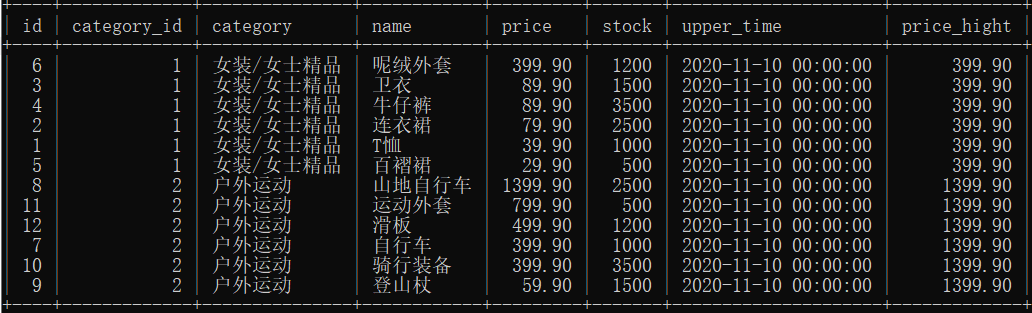 id category_id category name price stock upper_time price_hight
6 1 女装/女士精品 呢绒外套 399.90 1200 2020-11-10 00:00:00 399.90
3 1 女装/女士精品 卫衣 89.90 1500 2020-11-10 00:00:00 399.90
4 1 女装/女士精品 牛仔裤 89.90 3500 2020-11-10 00:00:00 399.90
2 1 女装/女士精品 连衣裙 79.90 2500 2020-11-10 00:00:00 399.90
1 1 女装/女士精品 T恤 39.90 1000 2020-11-10 00:00:00 399.90
5 1 女装/女士精品 百褶裙 29.90 500 2020-11-10 00:00:00 399.90
8 2 户外运动 山地自行车 1399.90 2500 2020-11-10 00:00:00 1399.90
11 2 户外运动 运动外套 799.90 500 2020-11-10 00:00:00 1399.90
12 2 户外运动 滑板 499.90 1200 2020-11-10 00:00:00 1399.90
7 2 户外运动 自行车 399.90 1000 2020-11-10 00:00:00 1399.90
10 2 户外运动 骑行装备 399.90 3500 2020-11-10 00:00:00 1399.90
9 2 户外运动 登山杖 59.90 1500 2020-11-10 00:00:00 1399.90